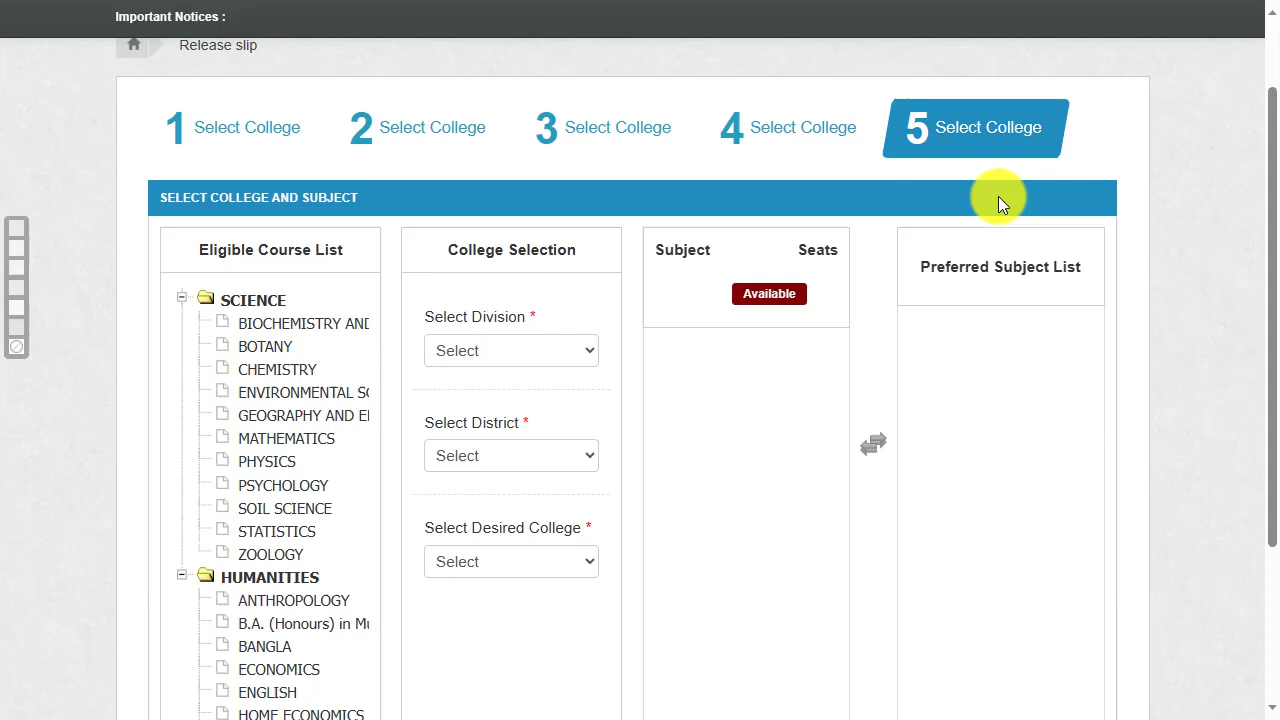 Important Notices :
Release slip
1 Select College
2 Select College
3 Select College
4 Select College
5 Select College
SELECT COLLEGE AND SUBJECT
Eligible Course List
SCIENCE
BIOCHEMISTRY AND
BOTANY
CHEMISTRY
ENVIRONMENTAL SC
GEOGRAPHY AND E
MATHEMATICS
PHYSICS
PSYCHOLOGY
SOIL SCIENCE
STATISTICS
ZOOLOGY
HUMANITIES
ANTHROPOLOGY
B.A. (Honours) in Mu
BANGLA
ECONOMICS
ENGLISH
HOME ECONOMICS
College Selection
Select Division *
Select
Select District *
Select
Select Desired College *
Select
Subject Seats
Available
Preferred Subject List